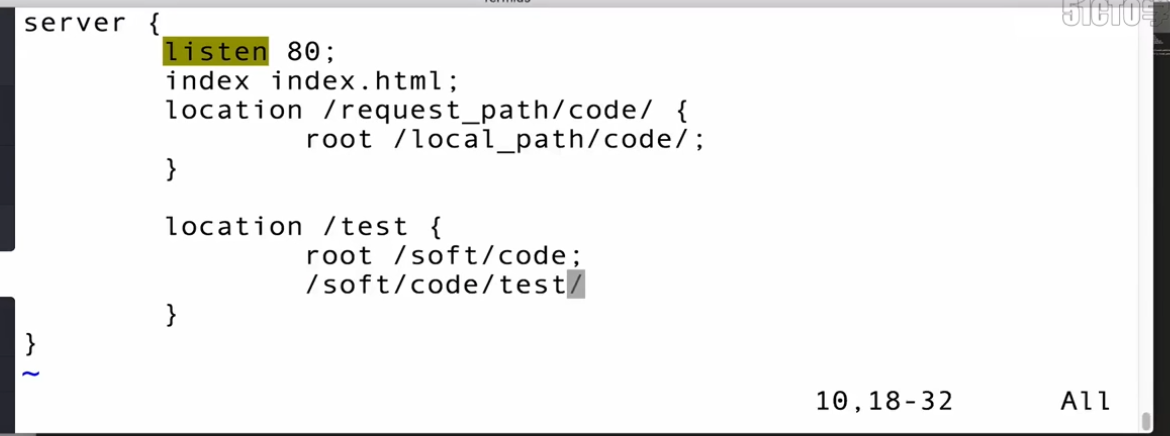 server {
listen 80;
index index.html;
location /request_path/code/ {
root /local_path/code/;
}
location /test {
root /soft/code;
/soft/code/test/
}
}
~
10,18-32 All